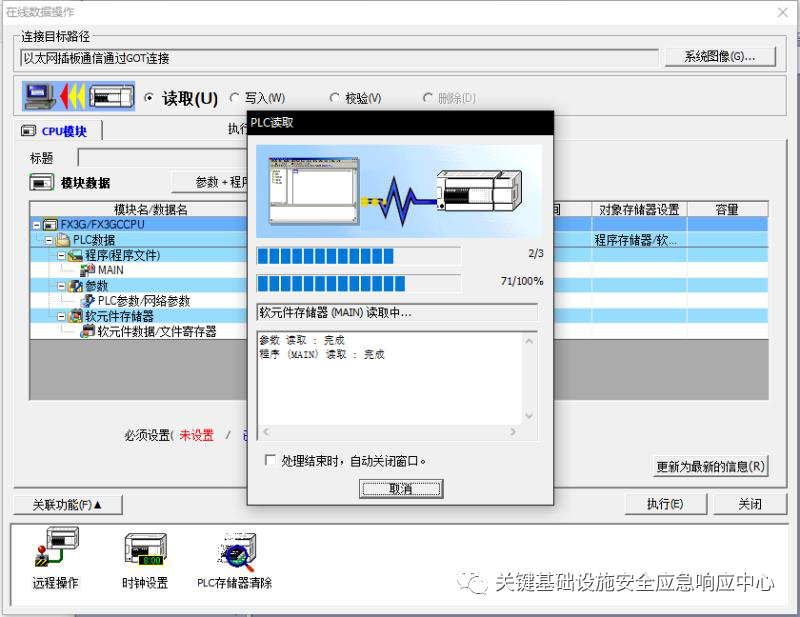 在线数据操作
连接目标路径
以太网插板通信通过GOT连接
系统图像(G)...
读取(U)
写入(W)
校验(V)
删除(D)
CPU模块
执行
PLC读取
标题
模块数据
参数+程序
模块名/数据名
间
对象存储器设置
容量
FX3G/FX3GCCPU
PLC数据
程序存储器/软...
程序(程序文件)
MAIN
参数
PLC参数/网络参数
软元件存储器
软元件数据/文件寄存器
2/3
71/100%
软元件存储器 (MAIN) 读取中...
参数 读取 : 完成
程序 (MAIN) 读取 : 完成
必须设置( 未设置 / 已
处理结束时，自动关闭窗口。
取消
更新为最新的信息(R)
关联功能(F)▲
执行(E)
关闭
远程操作
时钟设置
PLC存储器清除
8:00
关键基础设施安全应急响应中心